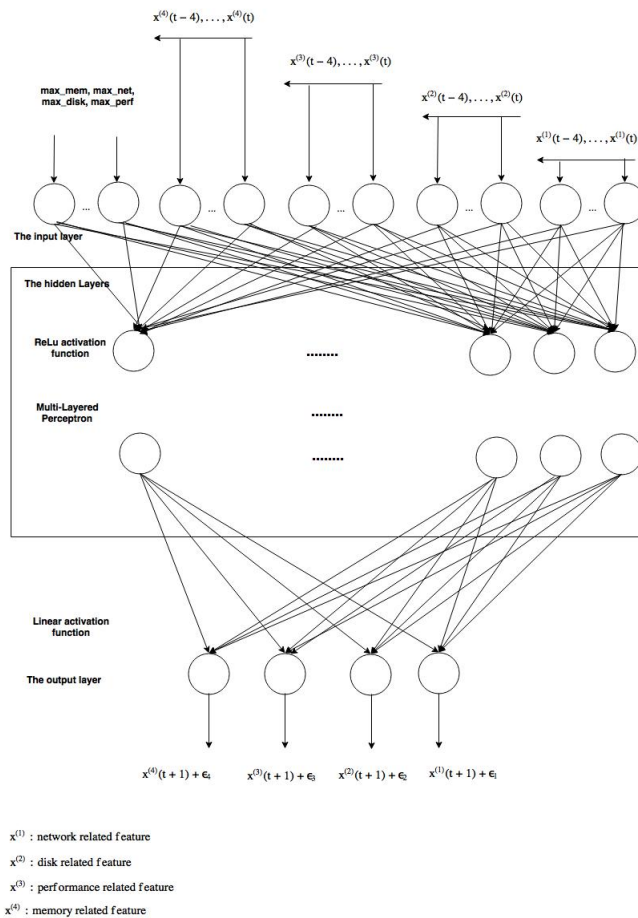 x⁽⁴⁾(t − 4), . . . , x⁽⁴⁾(t)
x⁽³⁾(t − 4), . . . , x⁽³⁾(t)
max_mem, max_net,
max_disk, max_perf
x⁽²⁾(t − 4), . . . , x⁽²⁾(t)
x⁽¹⁾(t − 4), . . . , x⁽¹⁾(t)
... ... ... ... ...
The input layer
The hidden Layers
ReLu activation
function
........
Multi-Layered
Perceptron
........
........
Linear activation
function
The output layer
x⁽⁴⁾(t + 1) + ϵ₄ x⁽³⁾(t + 1) + ϵ₃ x⁽²⁾(t + 1) + ϵ₂ x⁽¹⁾(t + 1) + ϵ₁
x⁽¹⁾ : network related feature
x⁽²⁾ : disk related feature
x⁽³⁾ : performance related feature
x⁽⁴⁾ : memory related feature